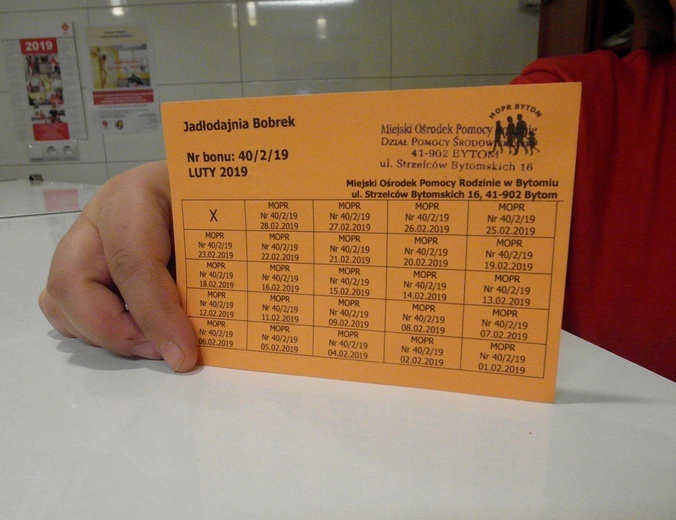 2019
Jadłodajnia Bobrek
Nr bonu: 40/2/19
LUTY 2019
MOPR BYTOM
Miejski Ośrodek Pomocy
DZIAŁ POMOCY
41-902 BYTOM
ul. Strzelców Bytomskich 16
Miejski Ośrodek Pomocy Rodzinie w Bytomiu
ul. Strzelców Bytomskich 16, 41-902 Bytom
X
MOPR
Nr 40/2/19
28.02.2019
MOPR
Nr 40/2/19
27.02.2019
MOPR
Nr 40/2/19
26.02.2019
MOPR
Nr 40/2/19
25.02.2019
MOPR
Nr 40/2/19
23.02.2019
MOPR
Nr 40/2/19
22.02.2019
MOPR
Nr 40/2/19
21.02.2019
MOPR
Nr 40/2/19
20.02.2019
MOPR
Nr 40/2/19
19.02.2019
MOPR
Nr 40/2/19
18.02.2019
MOPR
Nr 40/2/19
16.02.2019
MOPR
Nr 40/2/19
15.02.2019
MOPR
Nr 40/2/19
14.02.2019
MOPR
Nr 40/2/19
13.02.2019
MOPR
Nr 40/2/19
12.02.2019
MOPR
Nr 40/2/19
11.02.2019
MOPR
Nr 40/2/19
09.02.2019
MOPR
Nr 40/2/19
08.02.2019
MOPR
Nr 40/2/19
07.02.2019
MOPR
Nr 40/2/19
06.02.2019
MOPR
Nr 40/2/19
05.02.2019
MOPR
Nr 40/2/19
04.02.2019
MOPR
Nr 40/2/19
02.02.2019
MOPR
Nr 40/2/19
01.02.2019